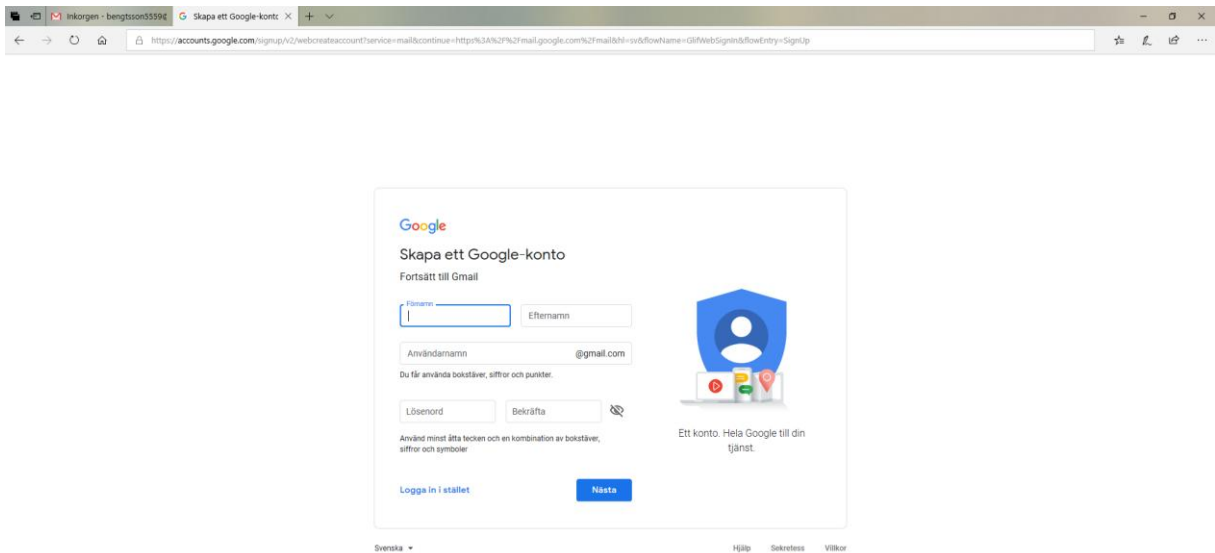 Inkorgen - bengtsson5559@
Skapa ett Google-konto
https://accounts.google.com/signup/v2/webcreateaccount?service=mail&continue=https%3A%2F%2Fmail.google.com%2Fmail&hl=sv&flowName=GlifWebSignIn&flowEntry=SignUp
Google
Skapa ett Google-konto
Fortsätt till Gmail
Förnamn
Efternamn
Användarnamn @gmail.com
Du får använda bokstäver, siffror och punkter.
Lösenord Bekräfta
Använd minst åtta tecken och en kombination av bokstäver,
siffror och symboler
Logga in i stället Nästa
Ett konto. Hela Google till din
tjänst.
Svenska Hjälp Sekretess Villkor